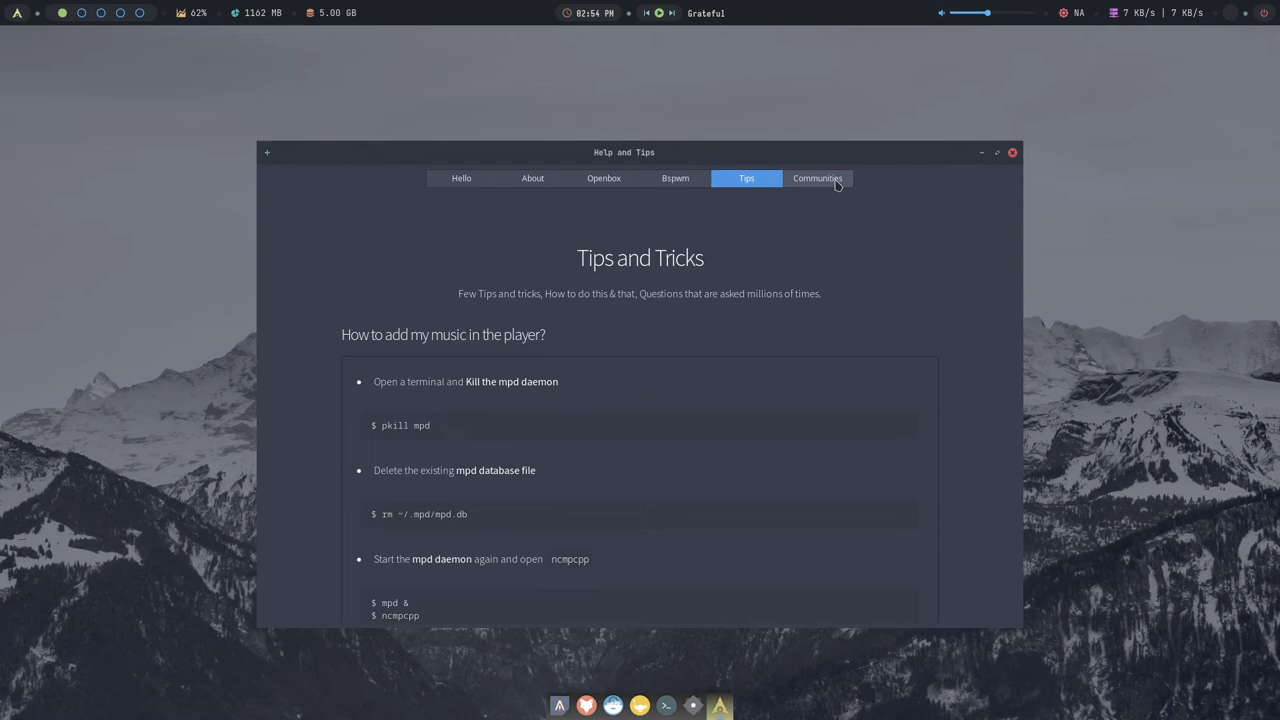 62% 1162 MB 5.00 GB 02:54 PM Grateful NA 7 KB/s | 7 KB/s
Help and Tips
Hello About Openbox Bspwm Tips Communities
Tips and Tricks
Few Tips and tricks, How to do this & that, Questions that are asked millions of times.
How to add my music in the player?
• Open a terminal and Kill the mpd daemon
$ pkill mpd
• Delete the existing mpd database file
$ rm ~/.mpd/mpd.db
• Start the mpd daemon again and open ncmpcpp
$ mpd &
$ ncmpcpp